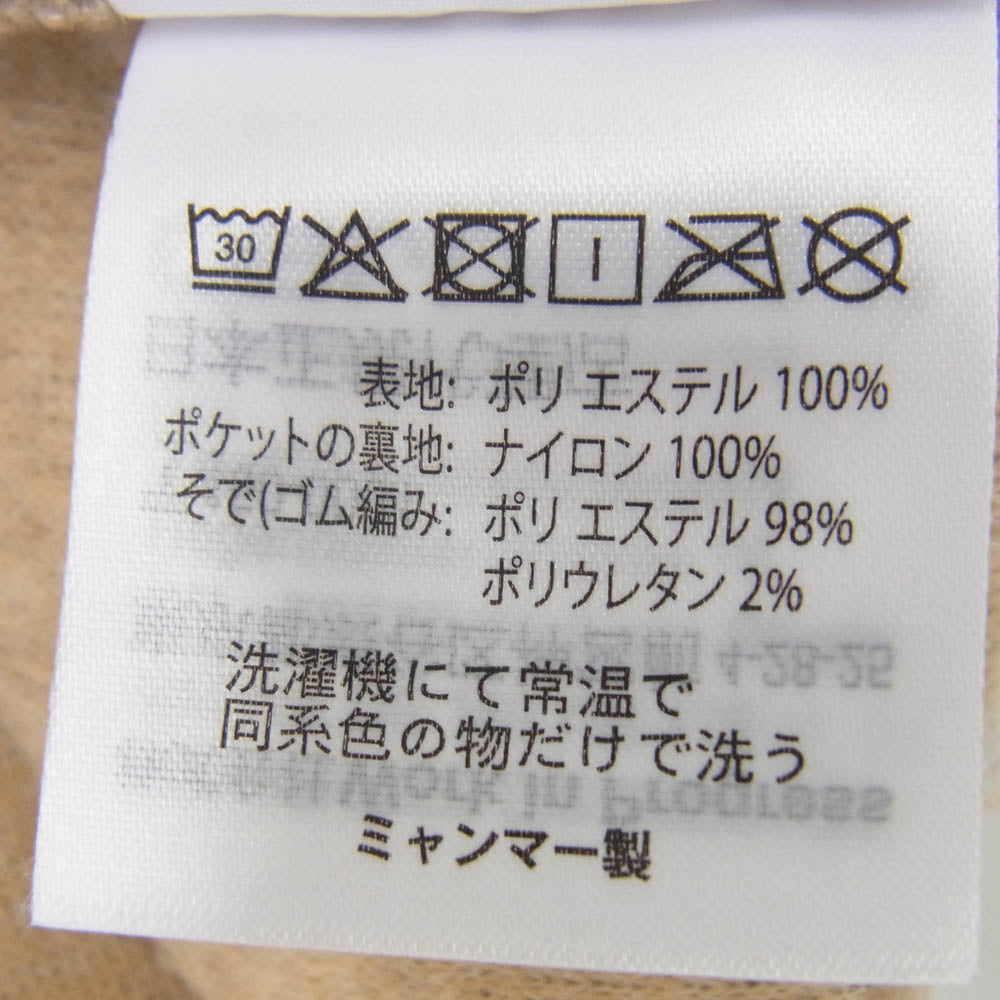 30
表地: ポリエステル 100%
ポケットの裏地: ナイロン 100%
そで(ゴム編み: ポリエステル 98%
ポリウレタン 2%
洗濯機にて常温で
同系色の物だけで洗う
ミャンマー製